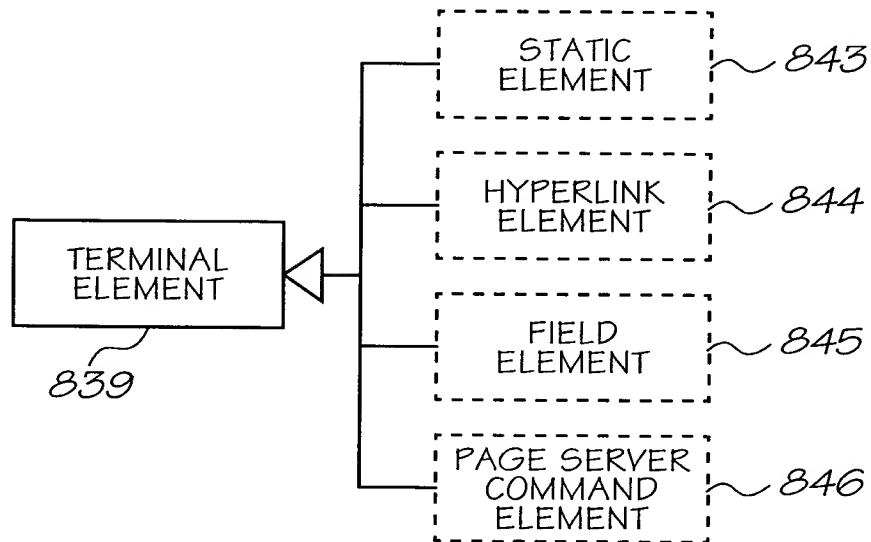 STATIC
ELEMENT
843
HYPERLINK
ELEMENT
844
TERMINAL
ELEMENT
839
FIELD
ELEMENT
845
PAGE SERVER
COMMAND
ELEMENT
846